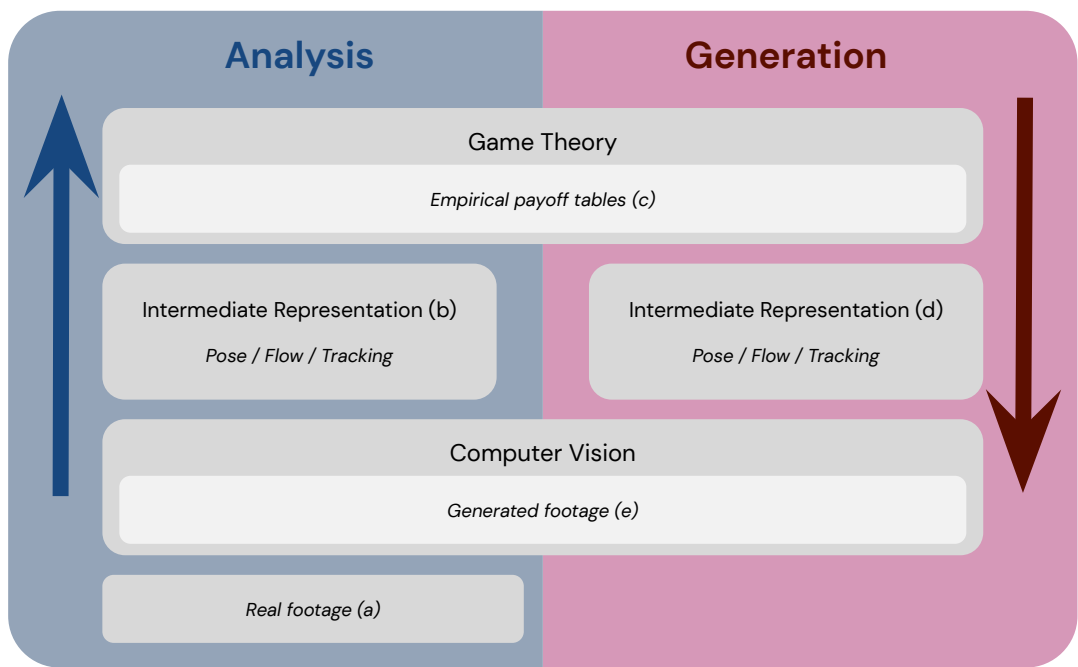 Analysis
Generation
Game Theory
Empirical payoff tables (c)
Intermediate Representation (b)
Pose / Flow / Tracking
Intermediate Representation (d)
Pose / Flow / Tracking
Computer Vision
Generated footage (e)
Real footage (a)